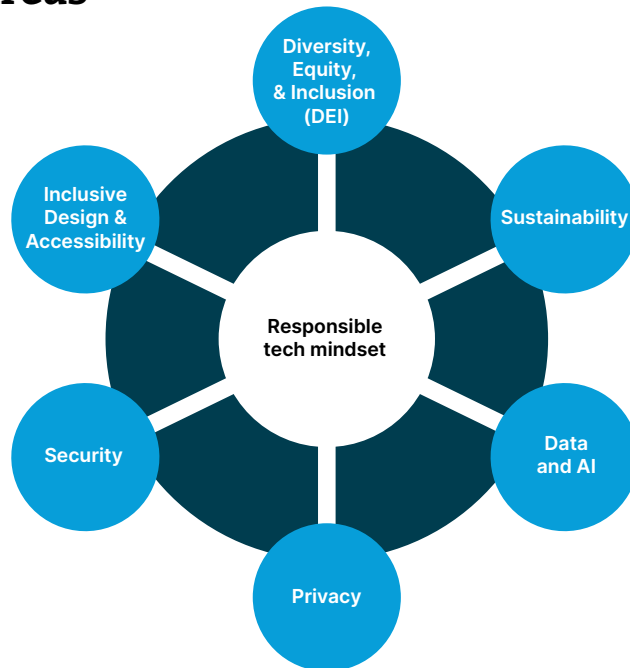 Diversity,
Equity,
& Inclusion
(DEI)
Inclusive
Design &
Accessibility
Sustainability
Responsible
tech mindset
Security
Data
and AI
Privacy